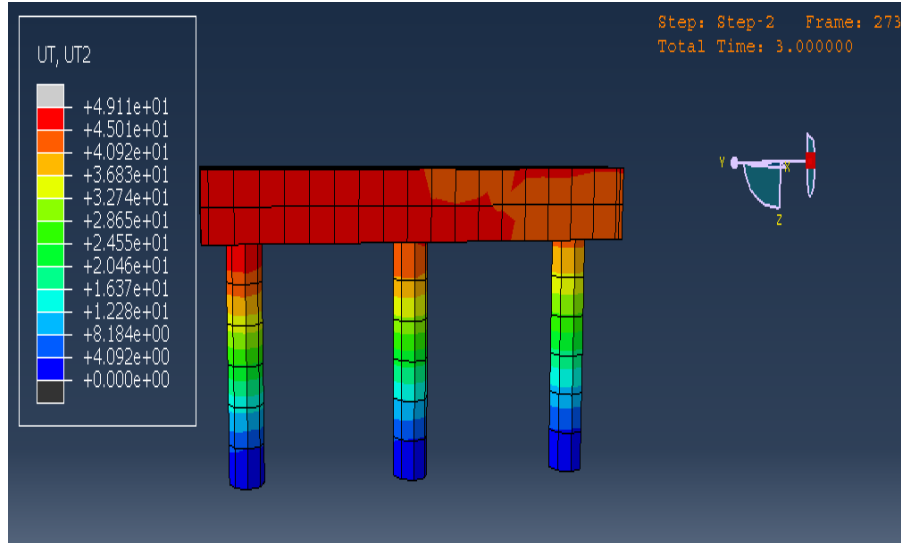 Step: Step-2 Frame: 273
Total Time: 3.000000
UT, UT2
+4.911e+01
+4.501e+01
+4.092e+01
+3.683e+01
+3.274e+01
+2.865e+01
+2.455e+01
+2.046e+01
+1.637e+01
+1.228e+01
+8.184e+00
+4.092e+00
+0.000e+00
Y
X
Z